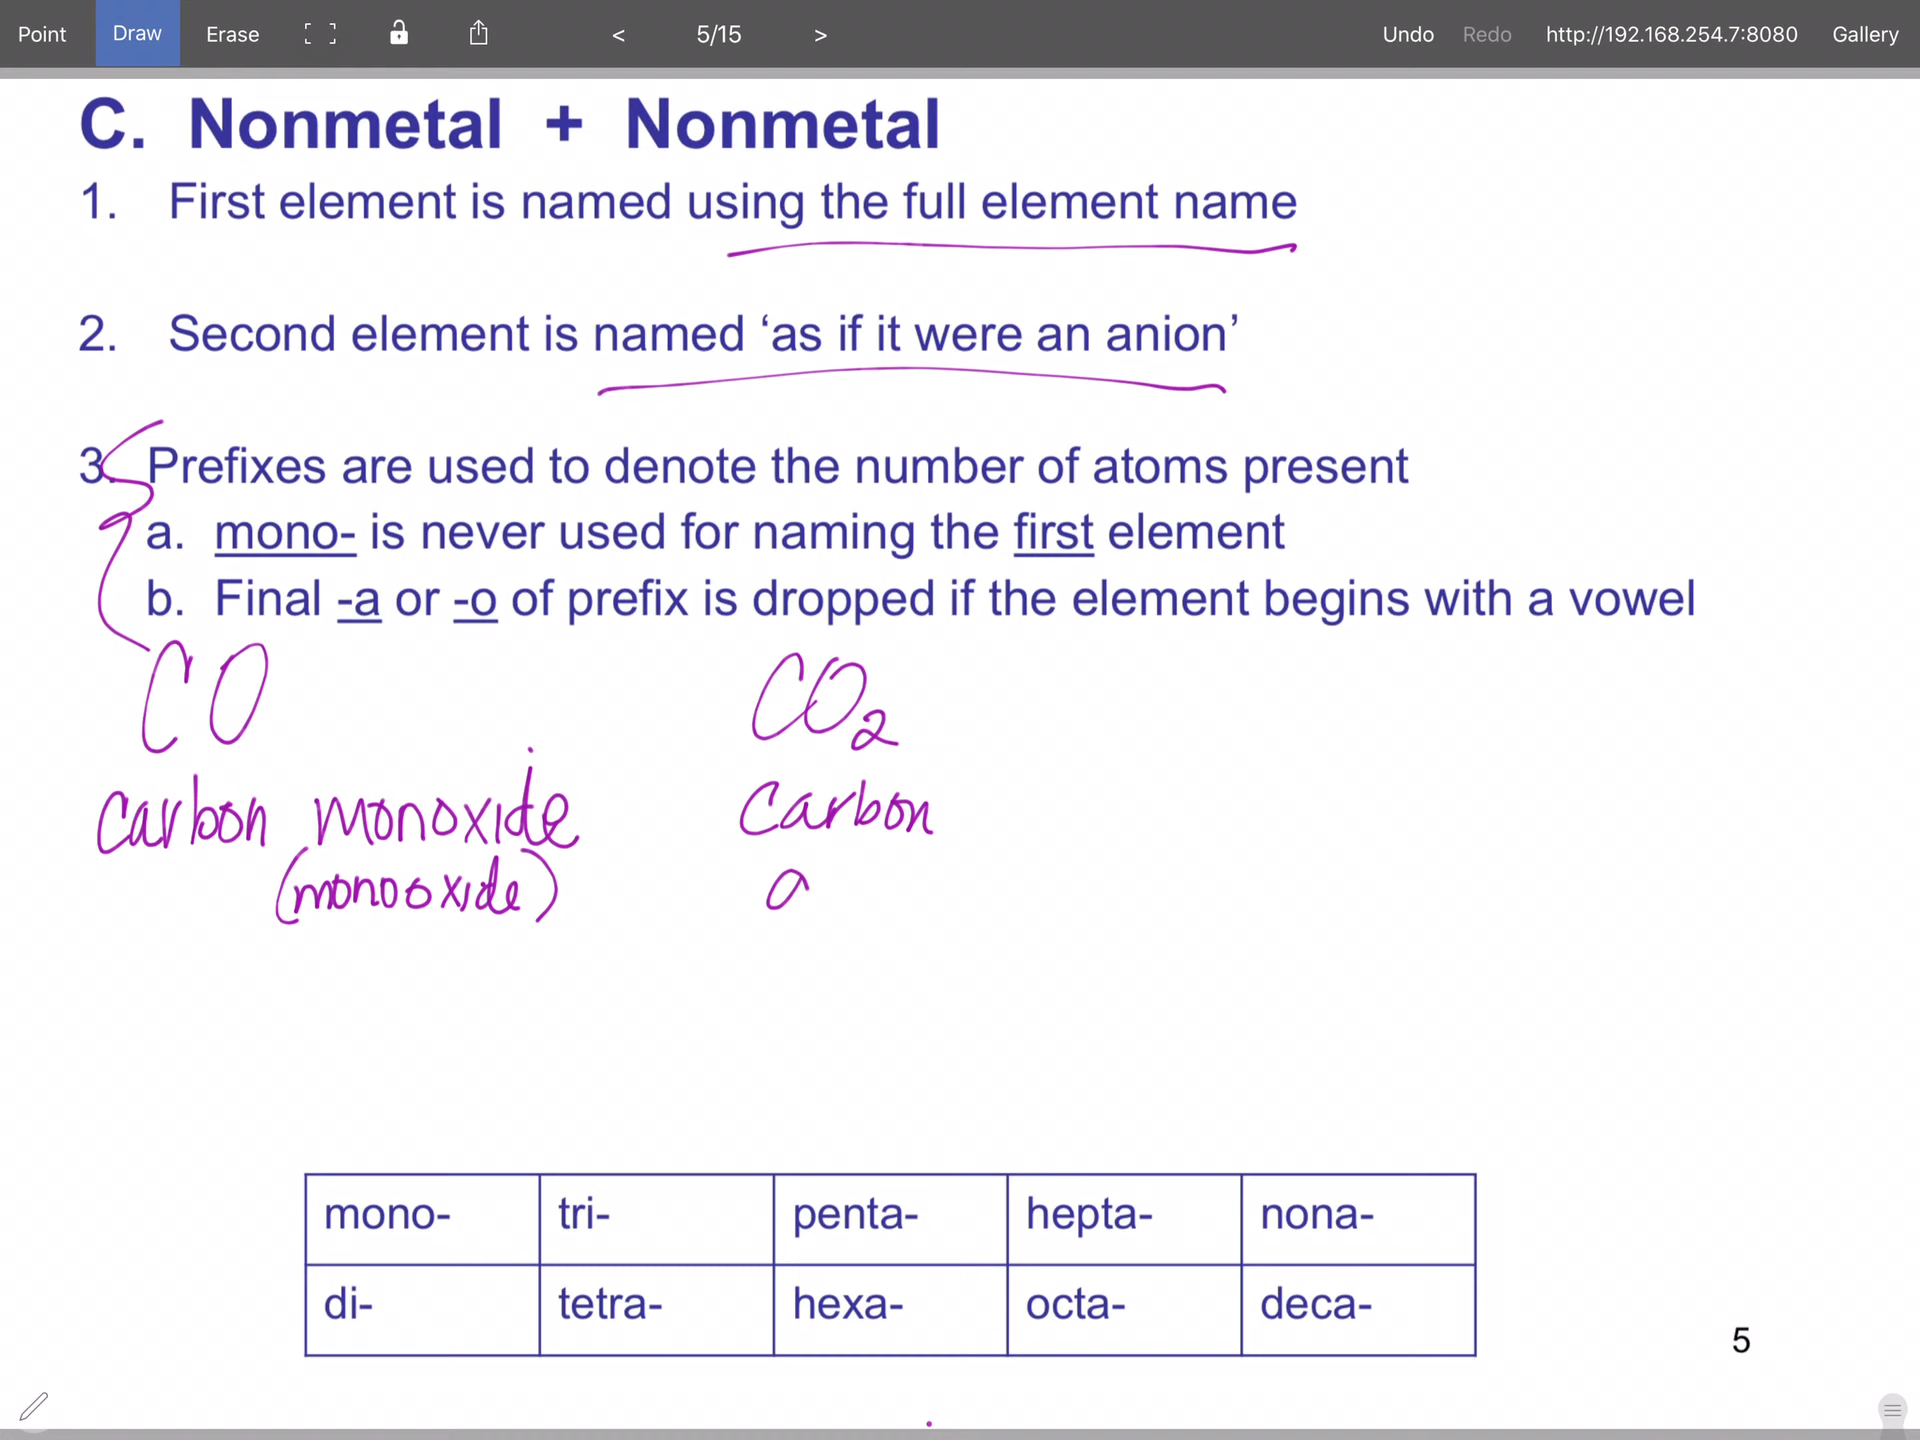 Point Draw Erase < 5/15 > Undo Redo http://192.168.254.7:8080 Gallery
C. Nonmetal + Nonmetal
1. First element is named using the full element name
2. Second element is named ‘as if it were an anion’
3. Prefixes are used to denote the number of atoms present
a. mono- is never used for naming the first element
b. Final -a or -o of prefix is dropped if the element begins with a vowel
CO CO₂
carbon monoxide carbon
(monooxide)
mono- tri- penta- hepta- nona-
di- tetra- hexa- octa- deca-
5